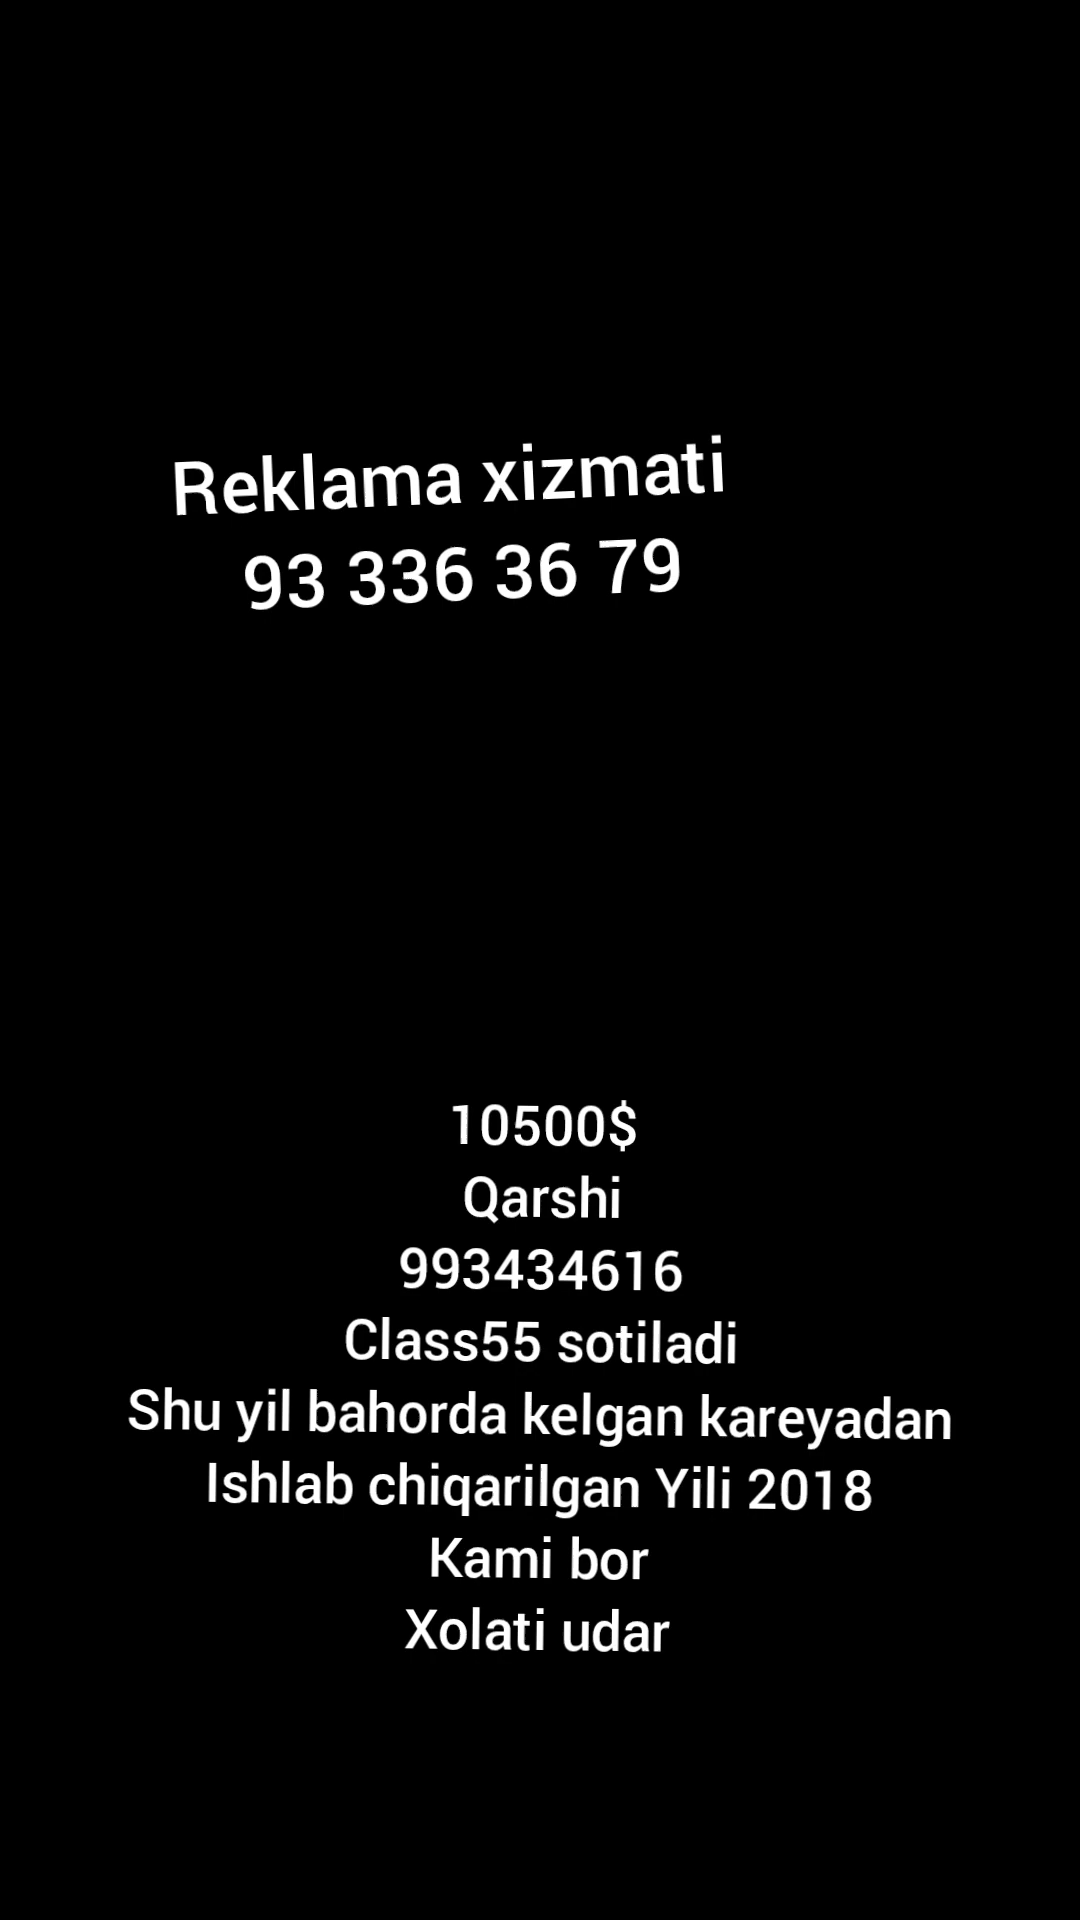 Reklama xizmati
93 336 36 79
10500$
Qarshi
993434616
Class55 sotiladi
Shu yil bahorda kelgan kareyadan
Ishlab chiqarilgan Yili 2018
Kami bor
Xolati udar